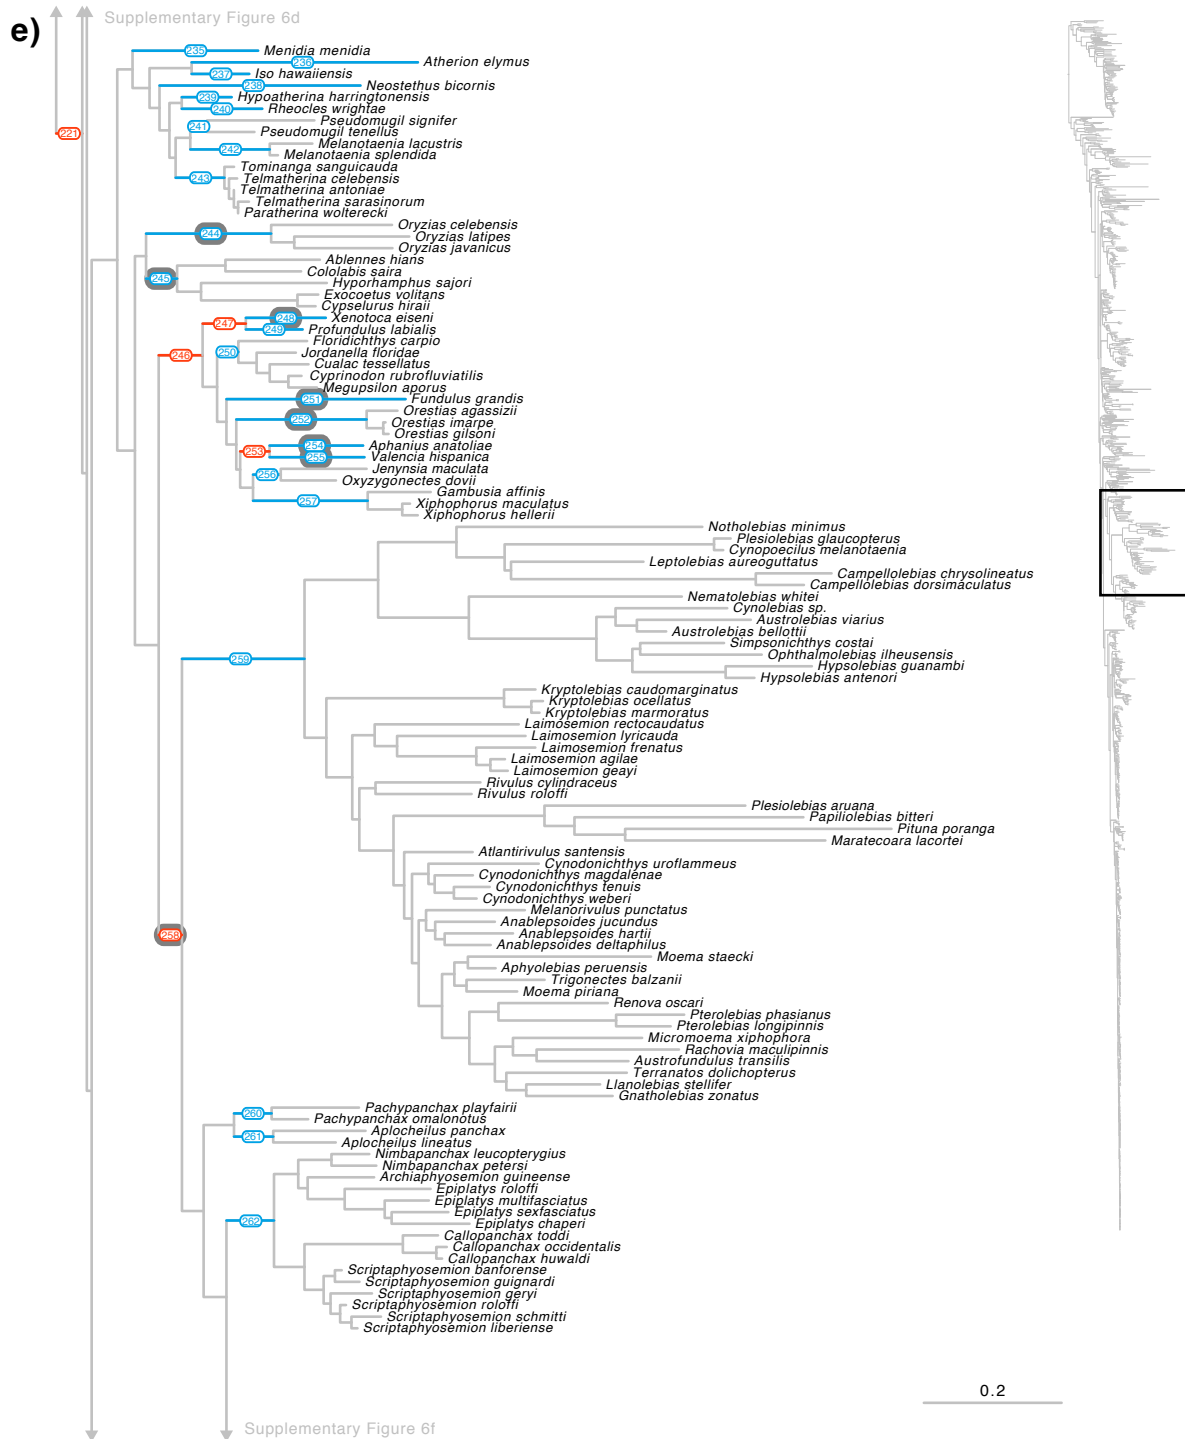 e)
Supplementary Figure 6d
235 Menidia menidia
236 Atherion elymus
237 Iso hawaiiensis
238 Neostethus bicornis
239 Hypoatherina harringtonensis
240 Rheocles wrightae
221
241 Pseudomugil signifer
Pseudomugil tenellus
242 Melanotaenia lacustris
Melanotaenia splendida
Tominanga sanguicauda
243 Telmatherina celebensis
Telmatherina antoniae
Telmatherina sarasinorum
Paratherina wolterecki
Oryzias celebensis
244 Oryzias latipes
Oryzias javanicus
Ablennes hians
245 Cololabis saira
Hyporhamphus sajori
Exocoetus volitans
Cypselurus hiraii
247 248 Xenotoca eiseni
249 Profundulus labialis
Floridichthys carpio
246 250 Jordanella floridae
Cualac tessellatus
Cyprinodon rubrofluviatilis
Megupsilon aporus
251 Fundulus grandis
Orestias agassizii
252 Orestias imarpe
Orestias gilsoni
253 254 Aphanius anatoliae
255 Valencia hispanica
256 Jenynsia maculata
Oxyzygonectes dovii
Gambusia affinis
257 Xiphophorus maculatus
Xiphophorus hellerii
Notholebias minimus
Plesiolebias glaucopterus
Cynopoecilus melanotaenia
Leptolebias aureoguttatus
Campellolebias chrysolineatus
Campellolebias dorsimaculatus
Nematolebias whitei
Cynolebias sp.
Austrolebias viarius
Austrolebias bellottii
Simpsonichthys costai
259 Ophthalmolebias ilheusensis
Hypsolebias guanambi
Hypsolebias antenori
Kryptolebias caudomarginatus
Kryptolebias ocellatus
Kryptolebias marmoratus
Laimosemion rectocaudatus
Laimosemion lyricauda
Laimosemion frenatus
Laimosemion agilae
Laimosemion geayi
Rivulus cylindraceus
Rivulus roloffi
Plesiolebias aruana
Papiliolebias bitteri
Pituna poranga
Maratecoara lacortei
Atlantirivulus santensis
Cynodonichthys uroflammeus
Cynodonichthys magdalenae
Cynodonichthys tenuis
Cynodonichthys weberi
Melanorivulus punctatus
Anablepsoides jucundus
258 Anablepsoides hartii
Anablepsoides deltaphilus
Moema staecki
Aphyolebias peruensis
Trigonectes balzanii
Moema piriana
Renova oscari
Pterolebias phasianus
Pterolebias longipinnis
Micromoema xiphophora
Rachovia maculipinnis
Austrofundulus transilis
Terranatos dolichopterus
Llanolebias stellifer
Gnatholebias zonatus
260 Pachypanchax playfairii
Pachypanchax omalonotus
261 Aplocheilus panchax
Aplocheilus lineatus
Nimbapanchax leucopterygius
Nimbapanchax petersi
Archiaphyosemion guineense
Epiplatys roloffi
Epiplatys multifasciatus
262 Epiplatys sexfasciatus
Epiplatys chaperi
Callopanchax toddi
Callopanchax occidentalis
Callopanchax huwaldi
Scriptaphyosemion banforense
Scriptaphyosemion guignardi
Scriptaphyosemion geryi
Scriptaphyosemion roloffi
Scriptaphyosemion schmitti
Scriptaphyosemion liberiense
0.2
Supplementary Figure 6f